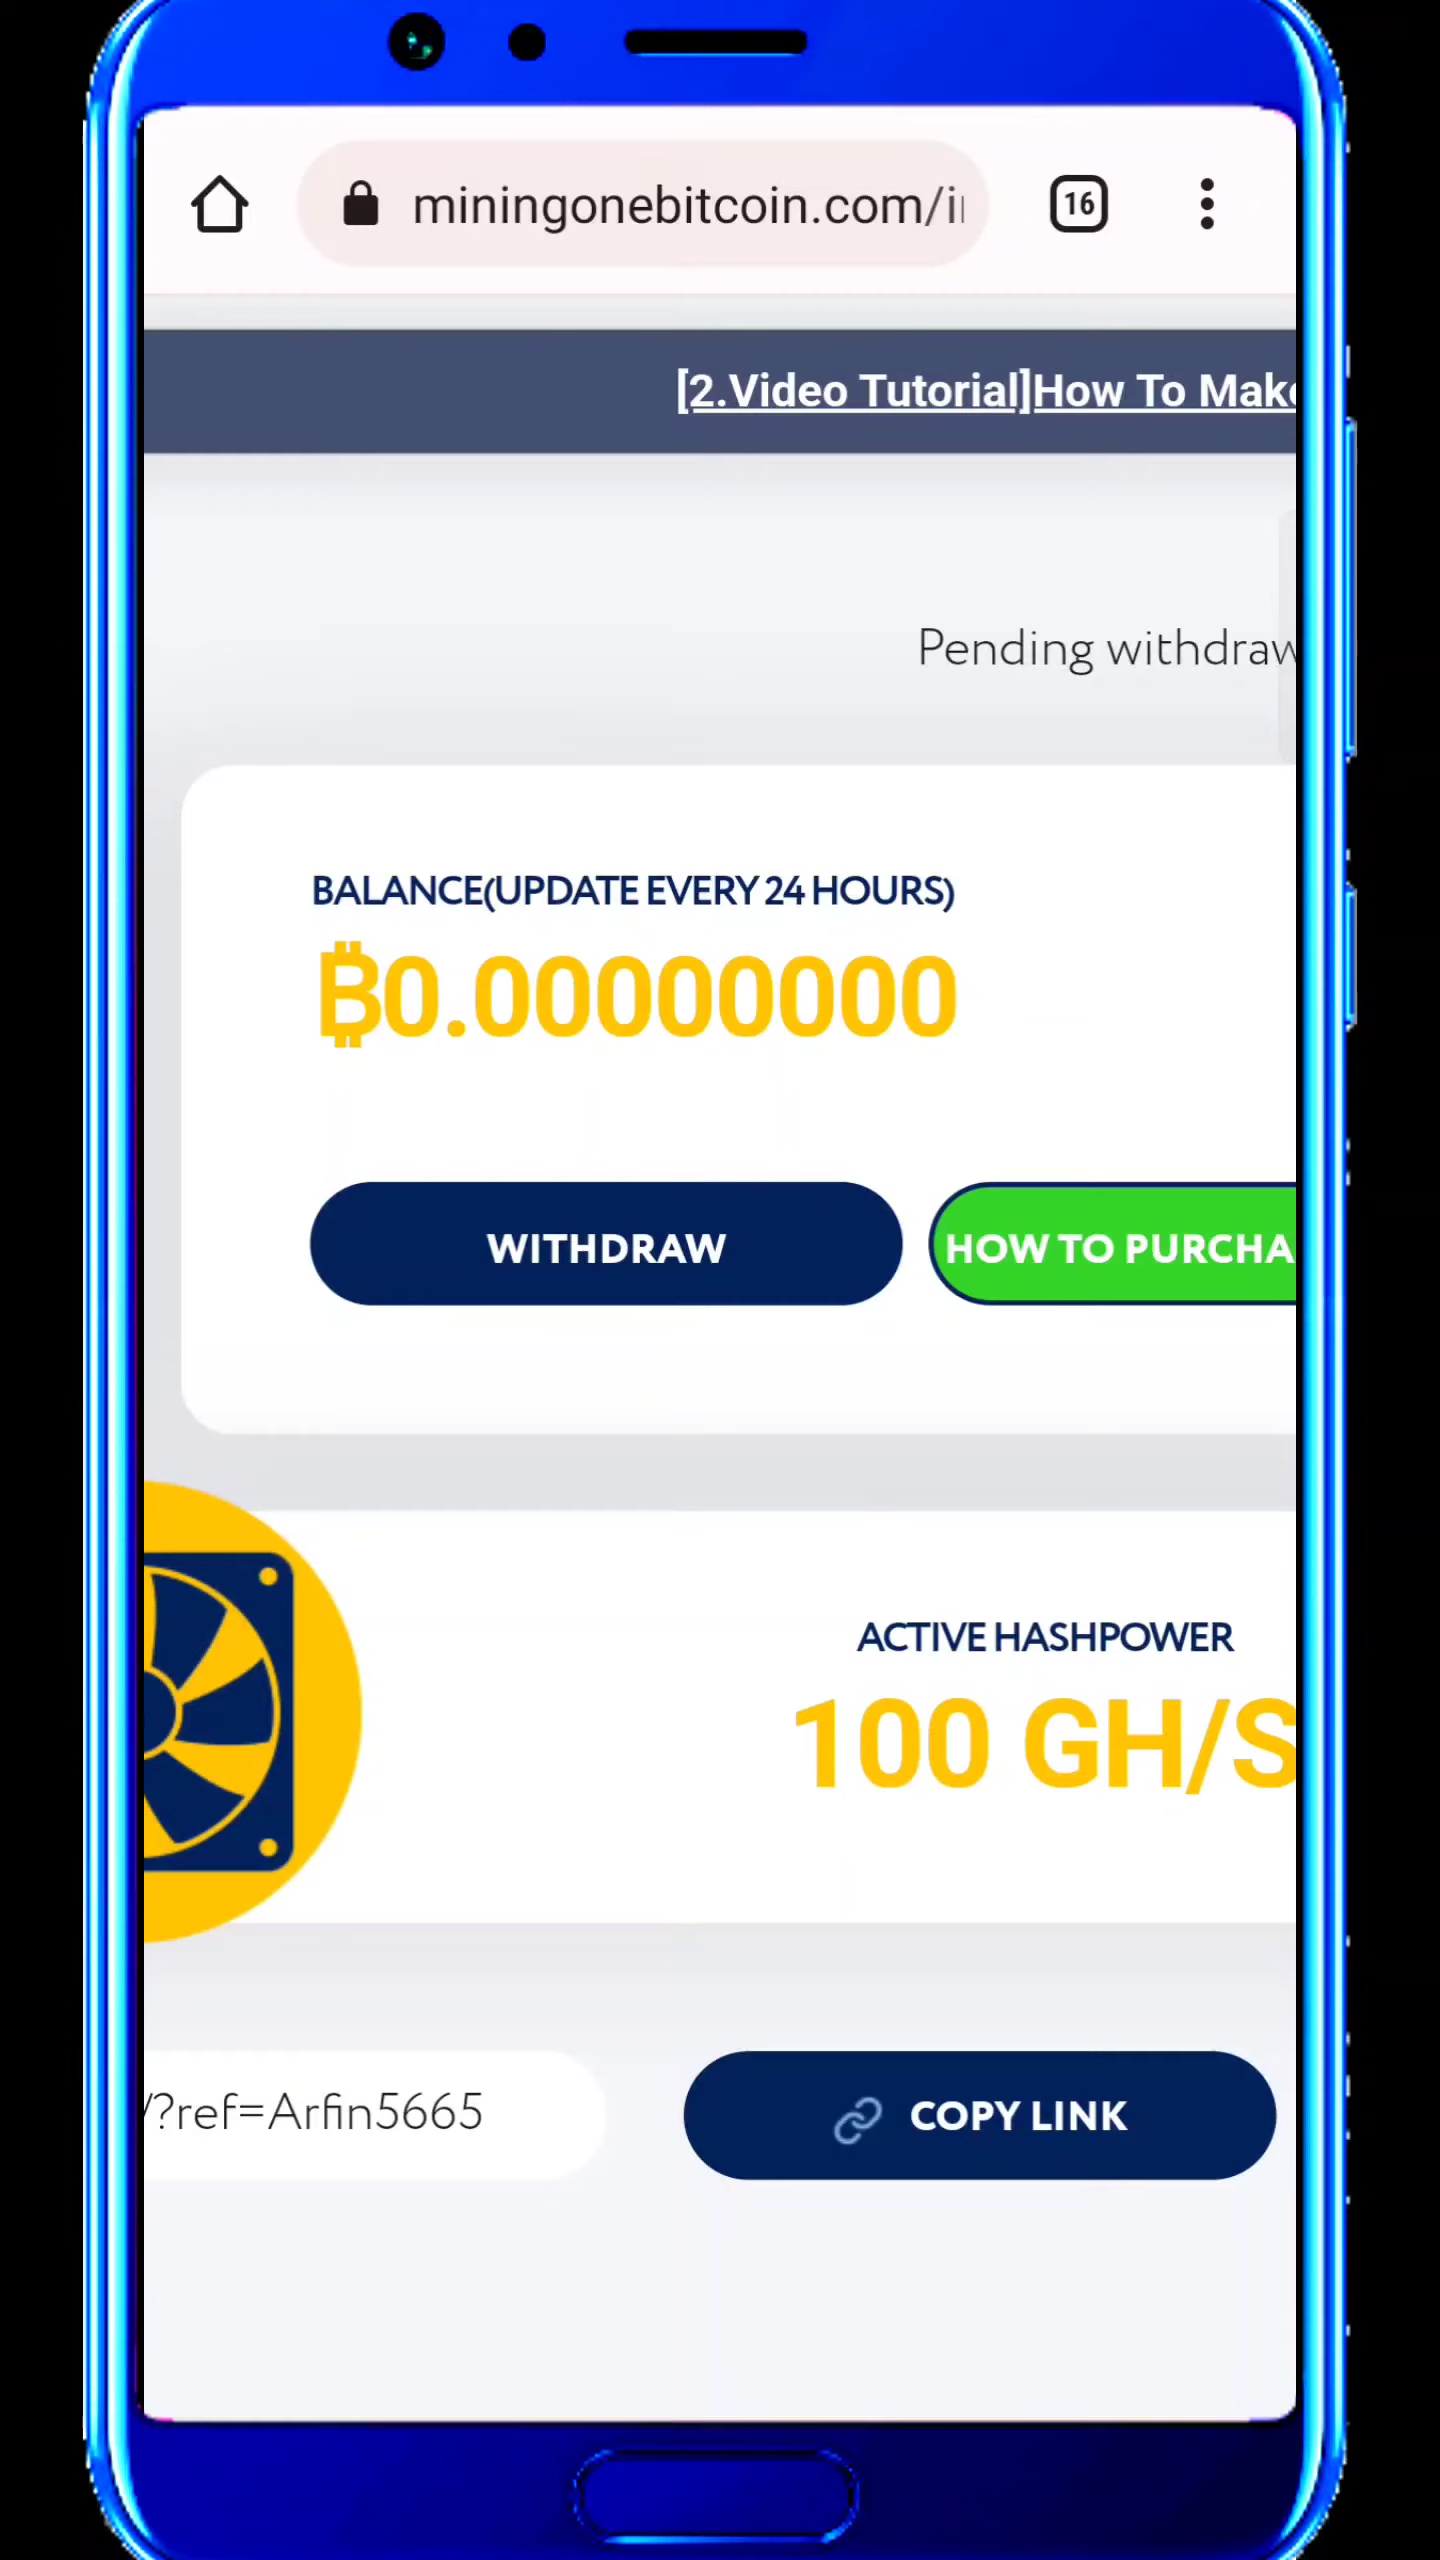 miningonebitcoin.com/i
16
[2.Video Tutorial]How To Make
Pending withdraw
BALANCE(UPDATE EVERY 24 HOURS)
₿0.00000000
WITHDRAW
HOW TO PURCHA
ACTIVE HASHPOWER
100 GH/S
/?ref=Arfin5665
COPY LINK